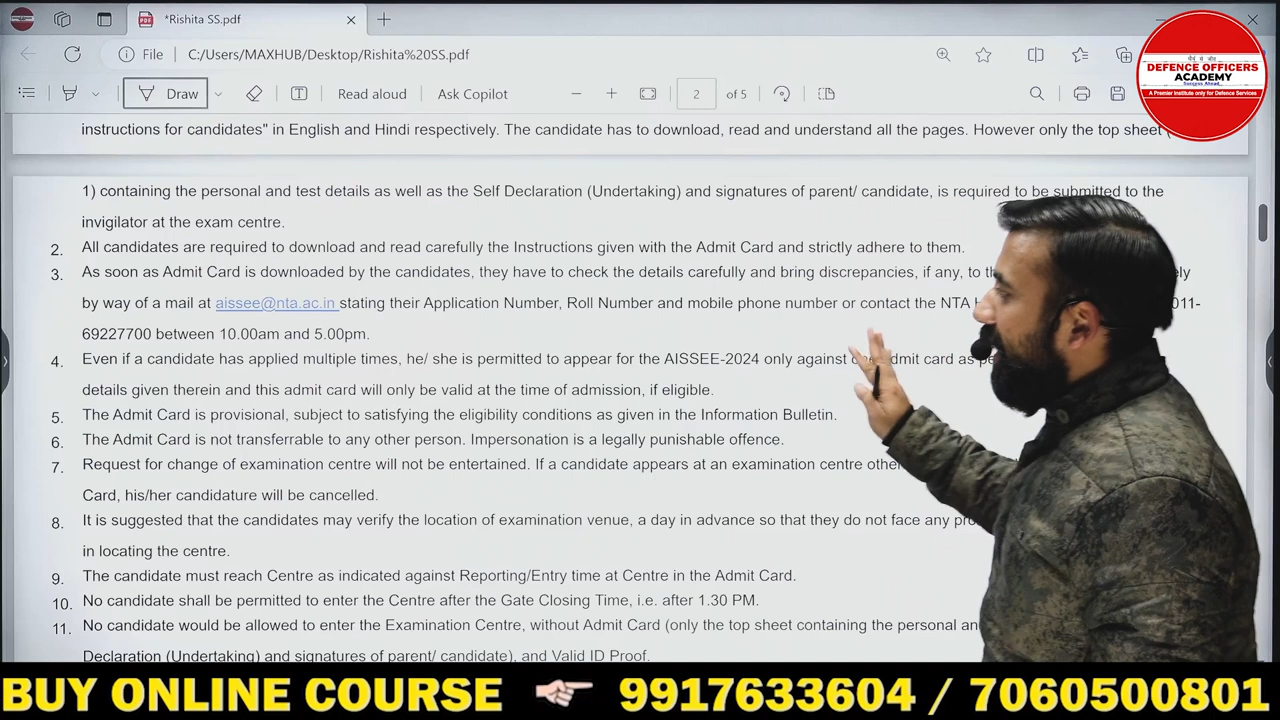 *Rishita SS.pdf
File
C:/Users/MAXHUB/Desktop/Rishita%20SS.pdf
Draw
Read aloud
Ask Co
2
of 5
DEFENCE OFFICERS
ACADEMY
Success Ahead...
A Premier Institute only for Defence Services
instructions for candidates" in English and Hindi respectively. The candidate has to download, read and understand all the pages. However only the top sheet (
1) containing the personal and test details as well as the Self Declaration (Undertaking) and signatures of parent/ candidate, is required to be submitted to the
invigilator at the exam centre.
2. All candidates are required to download and read carefully the Instructions given with the Admit Card and strictly adhere to them.
3. As soon as Admit Card is downloaded by the candidates, they have to check the details carefully and bring discrepancies, if any, to th ely
by way of a mail at aissee@nta.ac.in stating their Application Number, Roll Number and mobile phone number or contact the NTA 011-
69227700 between 10.00am and 5.00pm.
4. Even if a candidate has applied multiple times, he/ she is permitted to appear for the AISSEE-2024 only against admit card as
details given therein and this admit card will only be valid at the time of admission, if eligible.
5. The Admit Card is provisional, subject to satisfying the eligibility conditions as given in the Information Bulletin.
6. The Admit Card is not transferrable to any other person. Impersonation is a legally punishable offence.
7. Request for change of examination centre will not be entertained. If a candidate appears at an examination centre othe
Card, his/her candidature will be cancelled.
8. It is suggested that the candidates may verify the location of examination venue, a day in advance so that they do not face any pro
in locating the centre.
9. The candidate must reach Centre as indicated against Reporting/Entry time at Centre in the Admit Card.
10. No candidate shall be permitted to enter the Centre after the Gate Closing Time, i.e. after 1.30 PM.
11. No candidate would be allowed to enter the Examination Centre, without Admit Card (only the top sheet containing the personal an
Declaration (Undertaking) and signatures of parent/ candidate), and Valid ID Proof.
BUY ONLINE COURSE 9917633604 / 7060500801